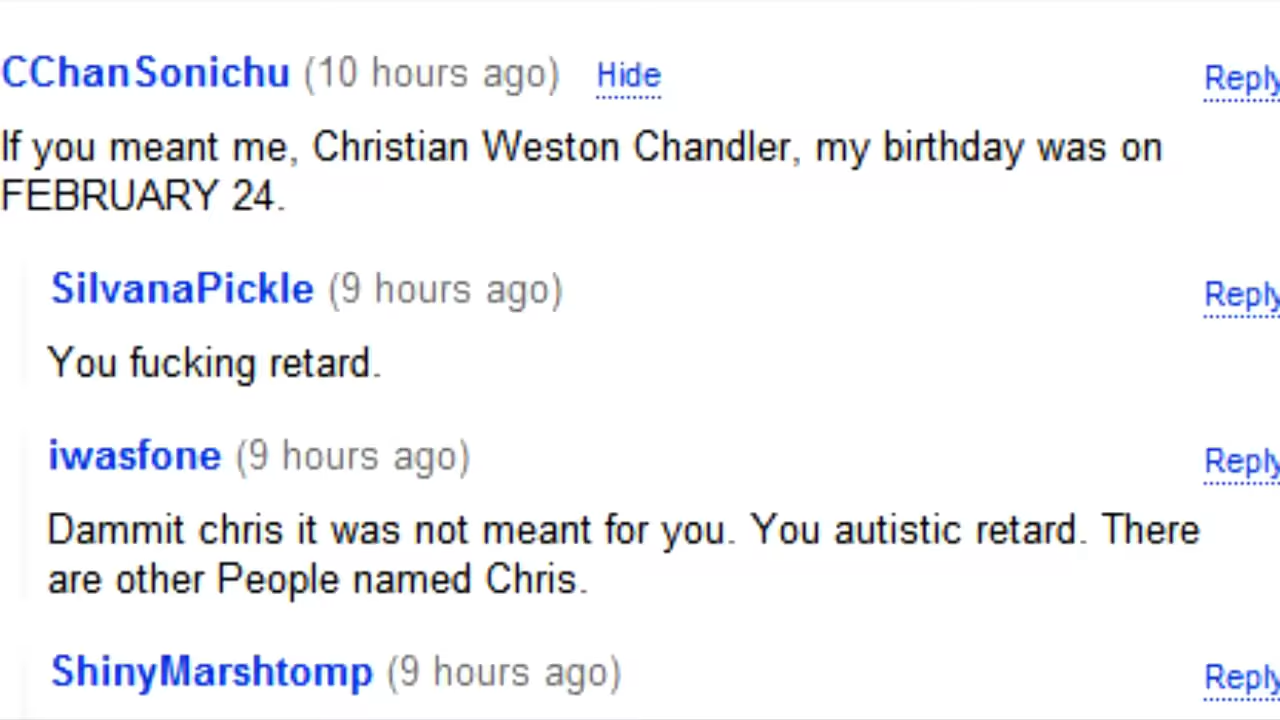 CChanSonichu (10 hours ago) Hide Reply
If you meant me, Christian Weston Chandler, my birthday was on
FEBRUARY 24.
SilvanaPickle (9 hours ago) Reply
You fucking retard.
iwasfone (9 hours ago) Reply
Dammit chris it was not meant for you. You autistic retard. There
are other People named Chris.
ShinyMarshtomp (9 hours ago) Reply